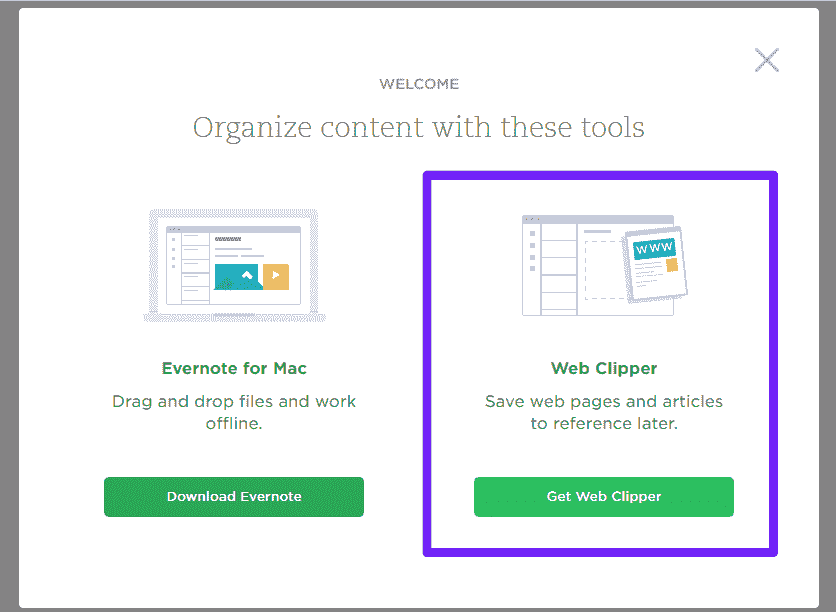 WELCOME
Organize content with these tools
WWW
Evernote for Mac
Drag and drop files and work
offline.
Download Evernote
Web Clipper
Save web pages and articles
to reference later.
Get Web Clipper